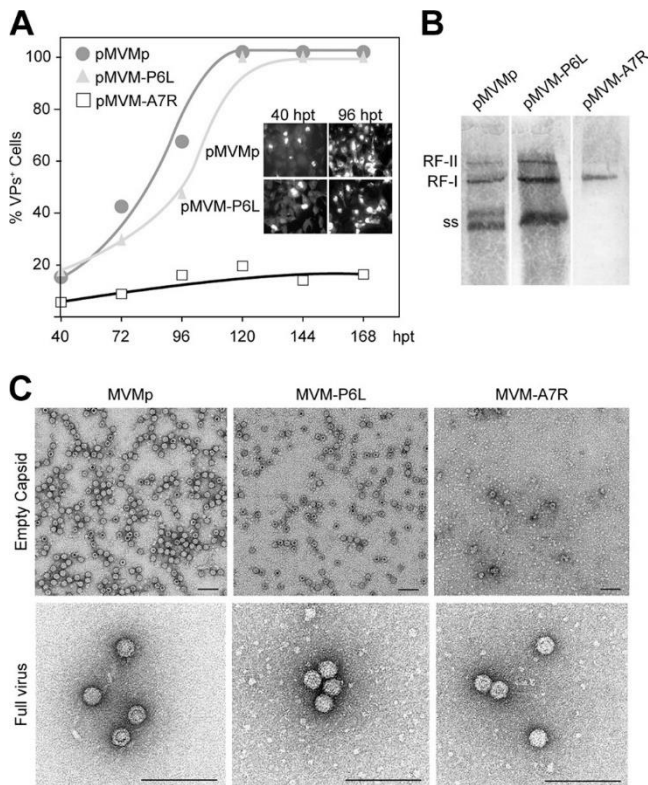 A
B
% VPs⁺ Cells
100
80
60
40
20
40
72
96
120
144
168
hpt
pMVMp
pMVM-P6L
pMVM-A7R
40 hpt
96 hpt
pMVMp
pMVM-P6L
pMVMp
pMVM-P6L
pMVM-A7R
RF-II
RF-I
ss
C
MVMp
MVM-P6L
MVM-A7R
Empty Capsid
Full virus